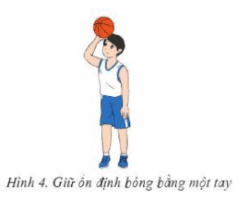 Hình 4. Giữ ổn định bóng bằng một tay